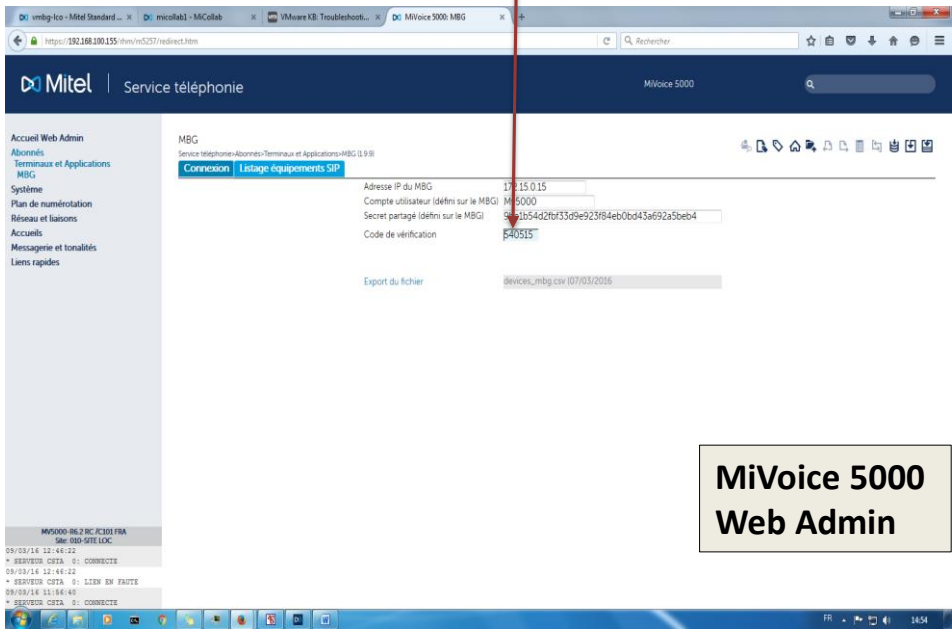 vmbg-lco - Mitel Standard ...
micollab1 - MiCollab
VMware KB: Troubleshooti...
MiVoice 5000: MBG
https://192.168.100.155/rhm/m5257/redirect.htm
Rechercher
Mitel | Service téléphonie
MiVoice 5000
Accueil Web Admin
Abonnés
Terminaux et Applications
MBG
Système
Plan de numérotation
Réseau et liaisons
Accueils
Messagerie et tonalités
Liens rapides
MBG
Service téléphonie>Abonnés>Terminaux et Applications>MBG (1.9.9)
Connexion
Listage équipements SIP
Adresse IP du MBG
Compte utilisateur (défini sur le MBG)
Secret partagé (défini sur le MBG)
Code de vérification
540515
Export du fichier
devices_mbg.csv (07/03/2016
MiVoice 5000
Web Admin
MV5000-R6.2 RC /C101 FRA
Site: 010-SITE LOC
09/03/16 12:46:22
* SERVEUR CSTA 0: CONNECTE
09/03/16 12:46:22
* SERVEUR CSTA 0: LIEN EN FAUTE
09/03/16 11:56:40
* SERVEUR CSTA 0: CONNECTE
FR
14:54